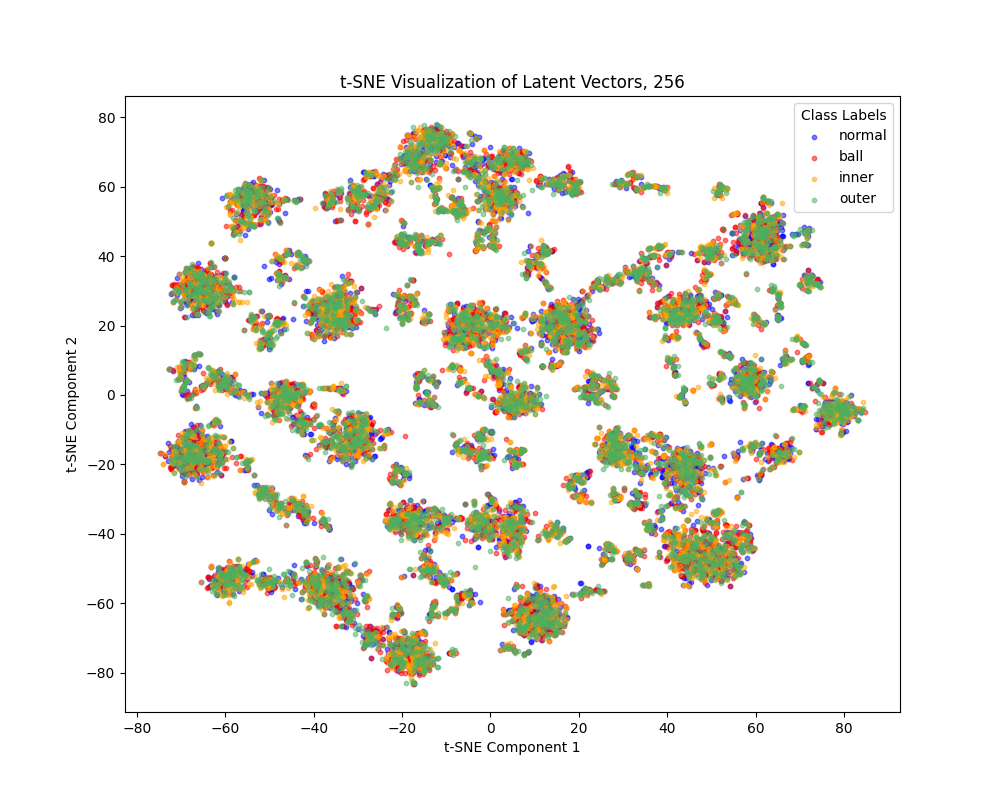 t-SNE Visualization of Latent Vectors, 256
Class Labels
normal
ball
inner
outer
80
60
40
20
0
−20
−40
−60
−80
t-SNE Component 2
−80
−60
−40
−20
0
20
40
60
80
t-SNE Component 1